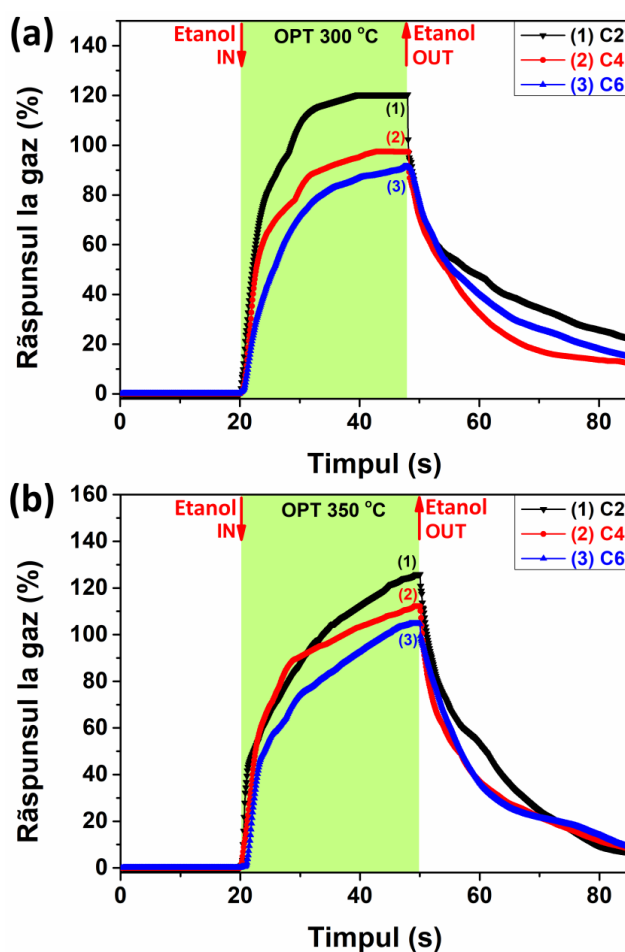 (a)
Etanol
IN
OPT 300 °C
Etanol
OUT
(1) C2
(2) C4
(3) C6
(1)
(2)
(3)
Răspunsul la gaz (%)
140
120
100
80
60
40
20
0
0 20 40 60 80
Timpul (s)
(b)
Etanol
IN
OPT 350 °C
Etanol
OUT
(1) C2
(2) C4
(3) C6
(1)
(2)
(3)
Răspunsul la gaz (%)
160
140
120
100
80
60
40
20
0
0 20 40 60 80
Timpul (s)